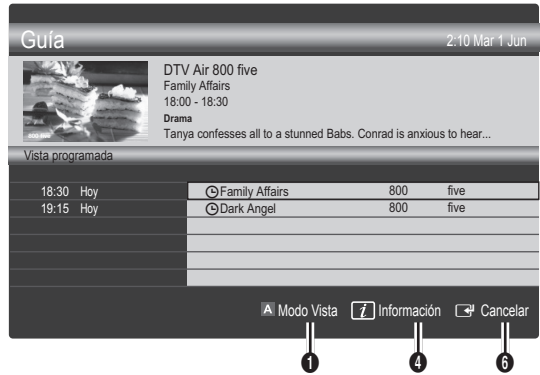 Guía 2:10 Mar 1 Jun
DTV Air 800 five
Family Affairs
18:00 - 18:30
Drama
Tanya confesses all to a stunned Babs. Conrad is anxious to hear...
800 five
Vista programada
18:30 Hoy Family Affairs 800 five
19:15 Hoy Dark Angel 800 five
A Modo Vista i Información Cancelar
1 4 6